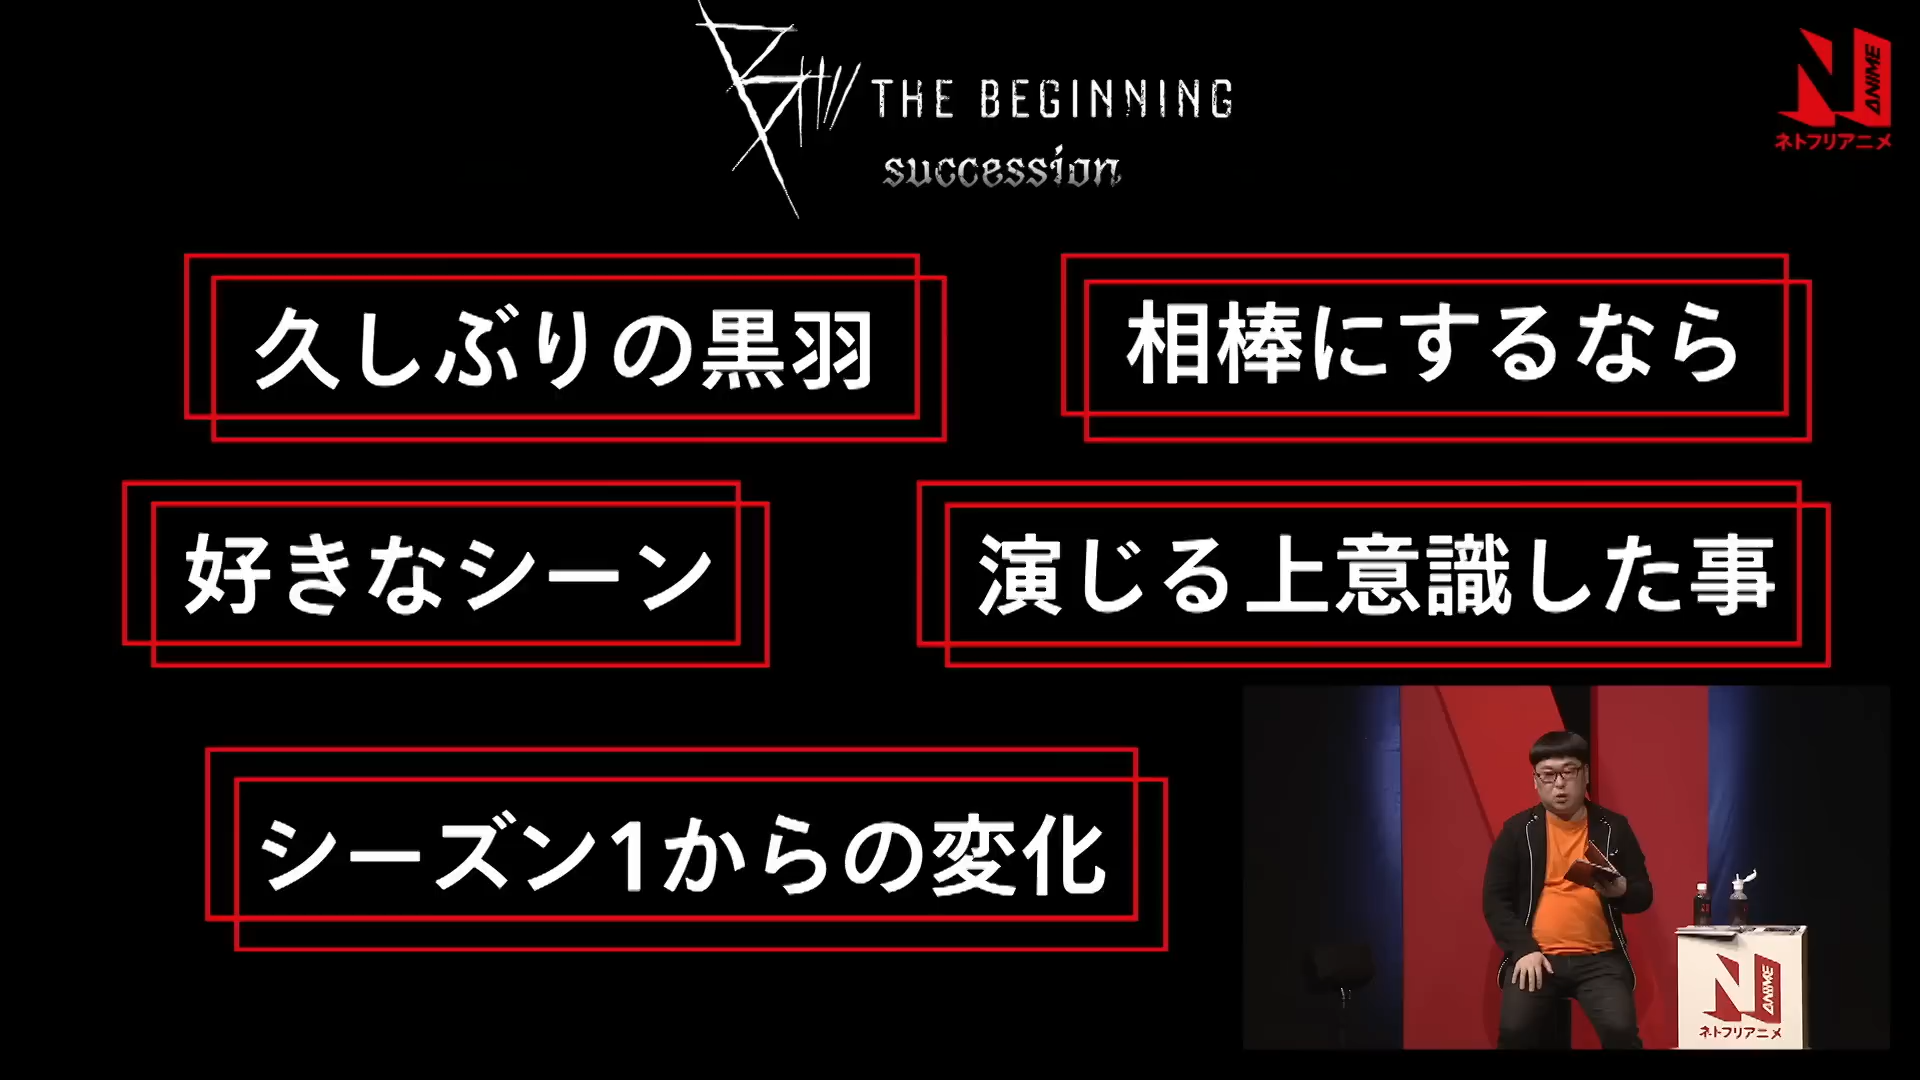 B
THE BEGINNING
succession
N ANIME
ネトフリアニメ
久しぶりの黒羽
相棒にするなら
好きなシーン
演じる上意識した事
シーズン1からの変化
N ANIME
ネトフリアニメ